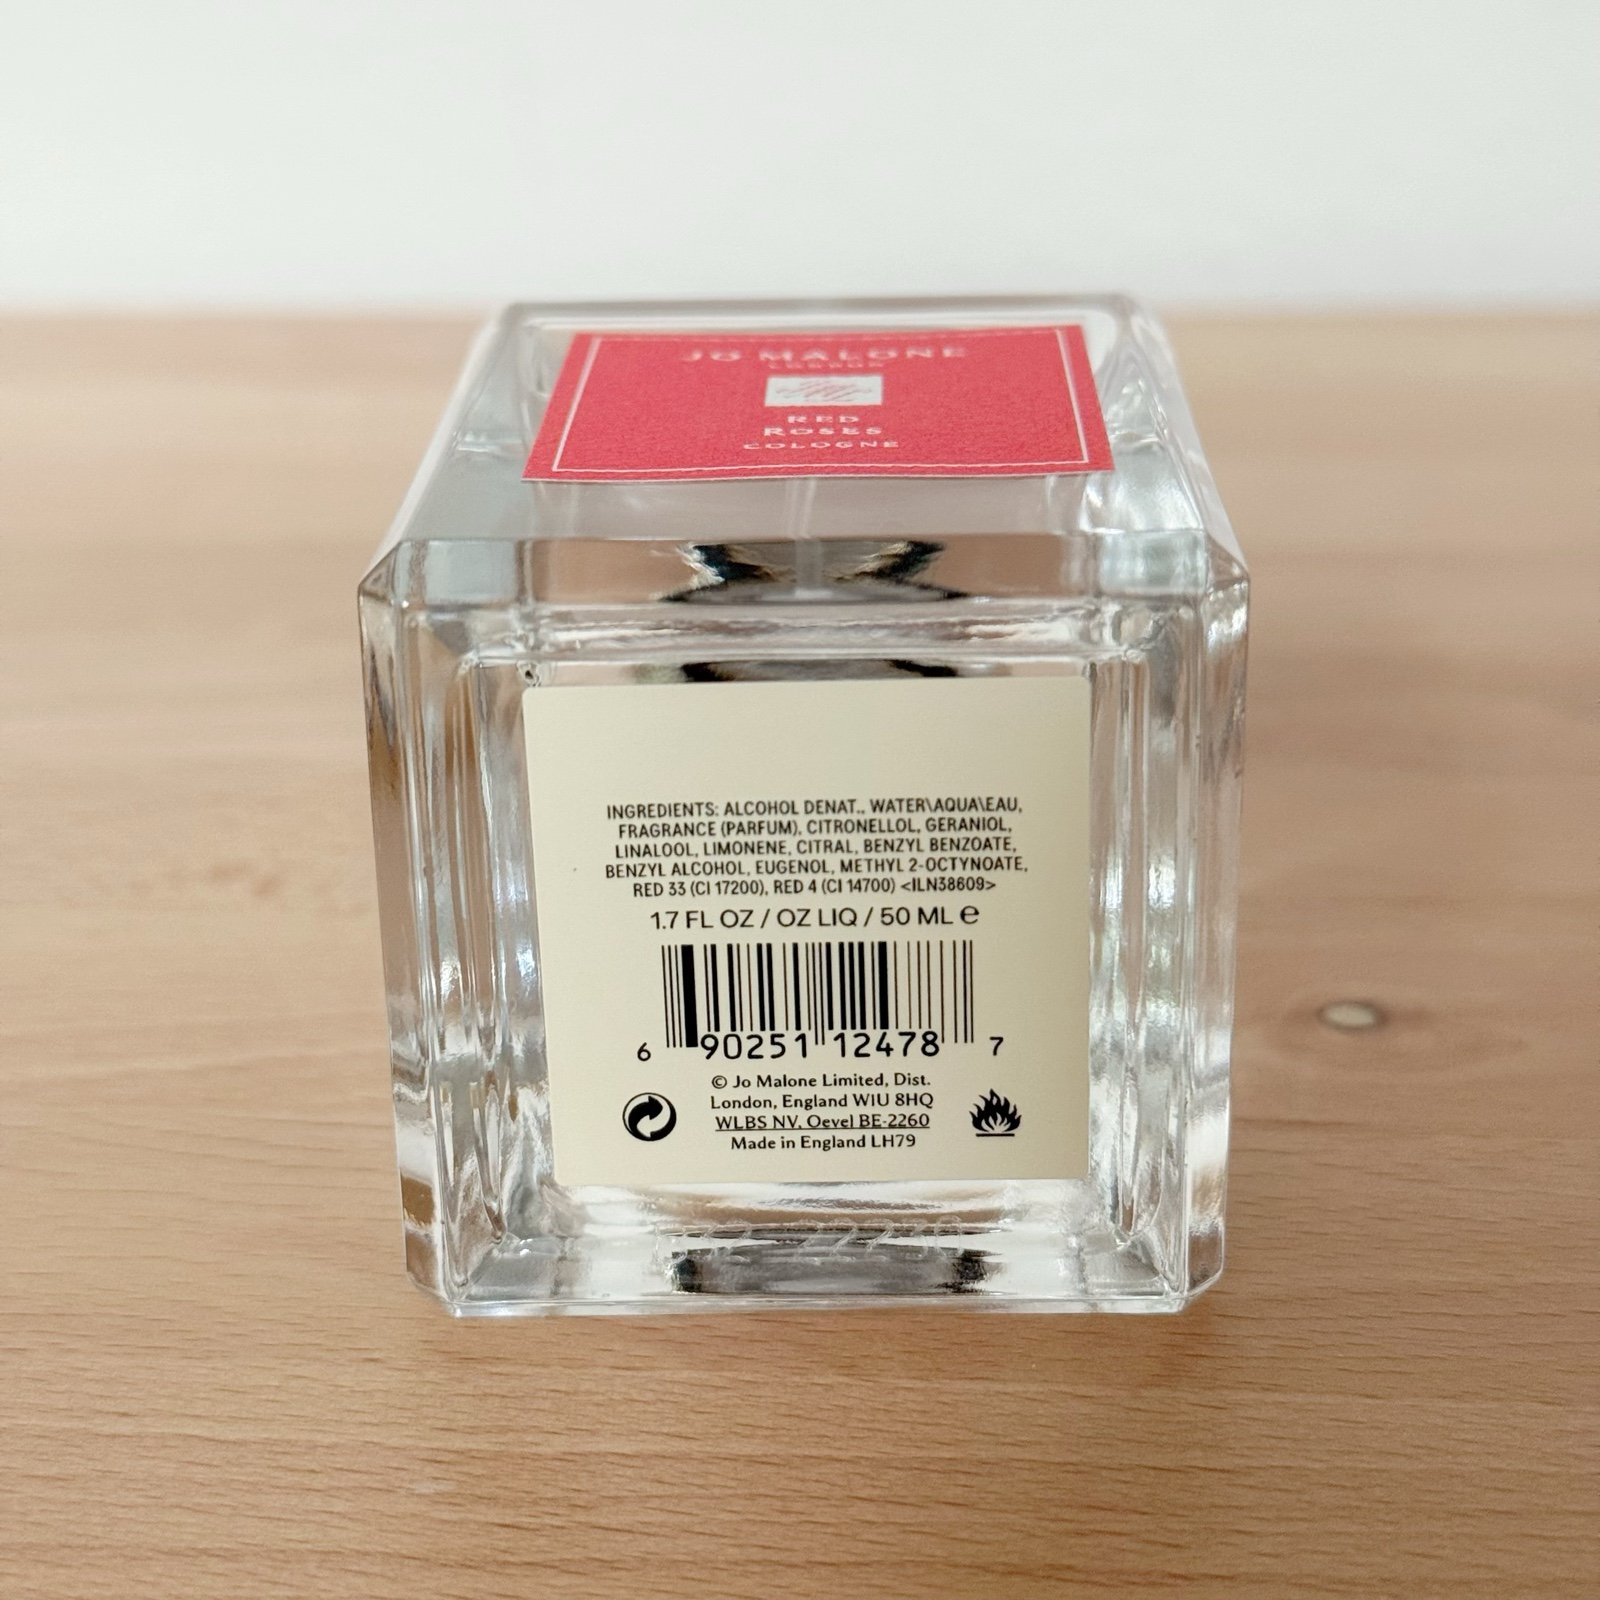 JO MALONE
LONDON
RED
ROSES
COLOGNE
INGREDIENTS: ALCOHOL DENAT., WATER\AQUA\EAU,
FRAGRANCE (PARFUM), CITRONELLOL, GERANIOL,
LINALOOL, LIMONENE, CITRAL, BENZYL BENZOATE,
BENZYL ALCOHOL, EUGENOL, METHYL 2-OCTYNOATE,
RED 33 (CI 17200), RED 4 (CI 14700) <ILN38609>
1.7 FL OZ / OZ LIQ / 50 ML ℮
6 90251 12478 7
© Jo Malone Limited, Dist.
London, England W1U 8HQ
WLBS NV, Oevel BE-2260
Made in England LH79